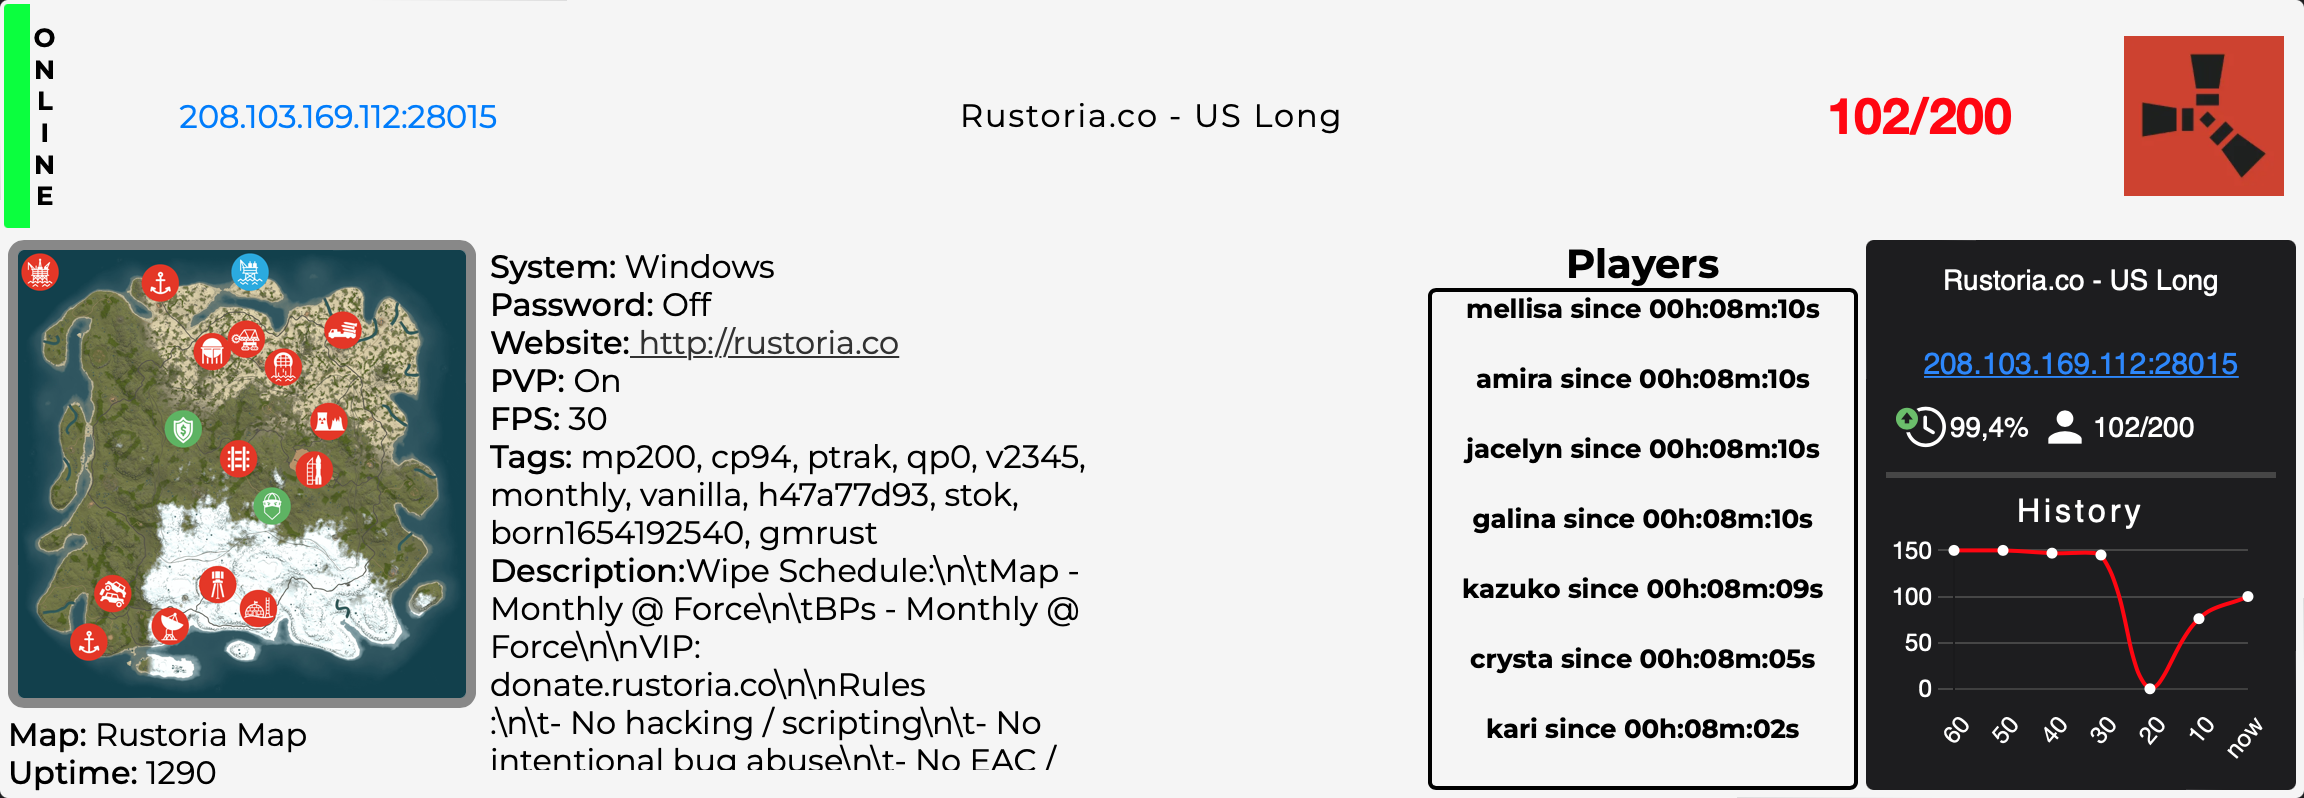 ONLINE
208.103.169.112:28015
Rustoria.co - US Long
102/200
System: Windows
Password: Off
Website: http://rustoria.co
PVP: On
FPS: 30
Tags: mp200, cp94, ptrak, qp0, v2345,
monthly, vanilla, h47a77d93, stok,
born1654192540, gmrust
Description:Wipe Schedule:\n\tMap -
Monthly @ Force\n\tBPs - Monthly @
Force\n\nVIP:
donate.rustoria.co\n\nRules
:\n\t- No hacking / scripting\n\t- No
intentional bug abuse\n\t- No EAC /
Map: Rustoria Map
Uptime: 1290
Players
mellisa since 00h:08m:10s
amira since 00h:08m:10s
jacelyn since 00h:08m:10s
galina since 00h:08m:10s
kazuko since 00h:08m:09s
crysta since 00h:08m:05s
kari since 00h:08m:02s
Rustoria.co - US Long
208.103.169.112:28015
99,4% 102/200
History
150
100
50
0
60 50 40 30 20 10 now